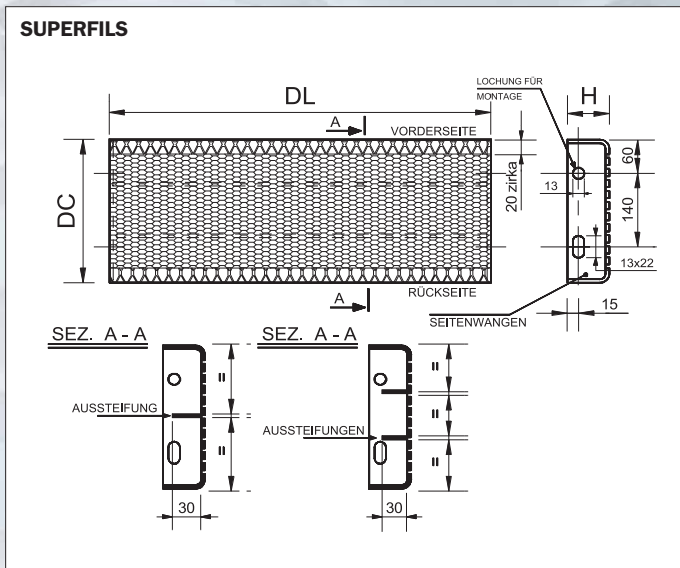 SUPERFILS
LOCHUNG FÜR
MONTAGE
H
DL
A
VORDERSEITE
DC
20 zirka
13
60
140
13x22
A
RÜCKSEITE
SEITENWANGEN
15
SEZ. A - A
SEZ. A - A
AUSSTEIFUNG
AUSSTEIFUNGEN
=
=
=
=
=
30
30